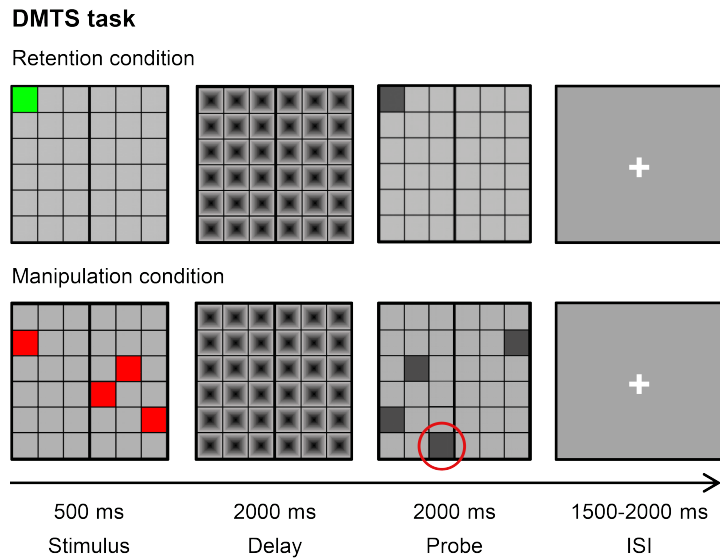 DMTS task
Retention condition
Manipulation condition
500 ms 2000 ms 2000 ms 1500-2000 ms
Stimulus Delay Probe ISI